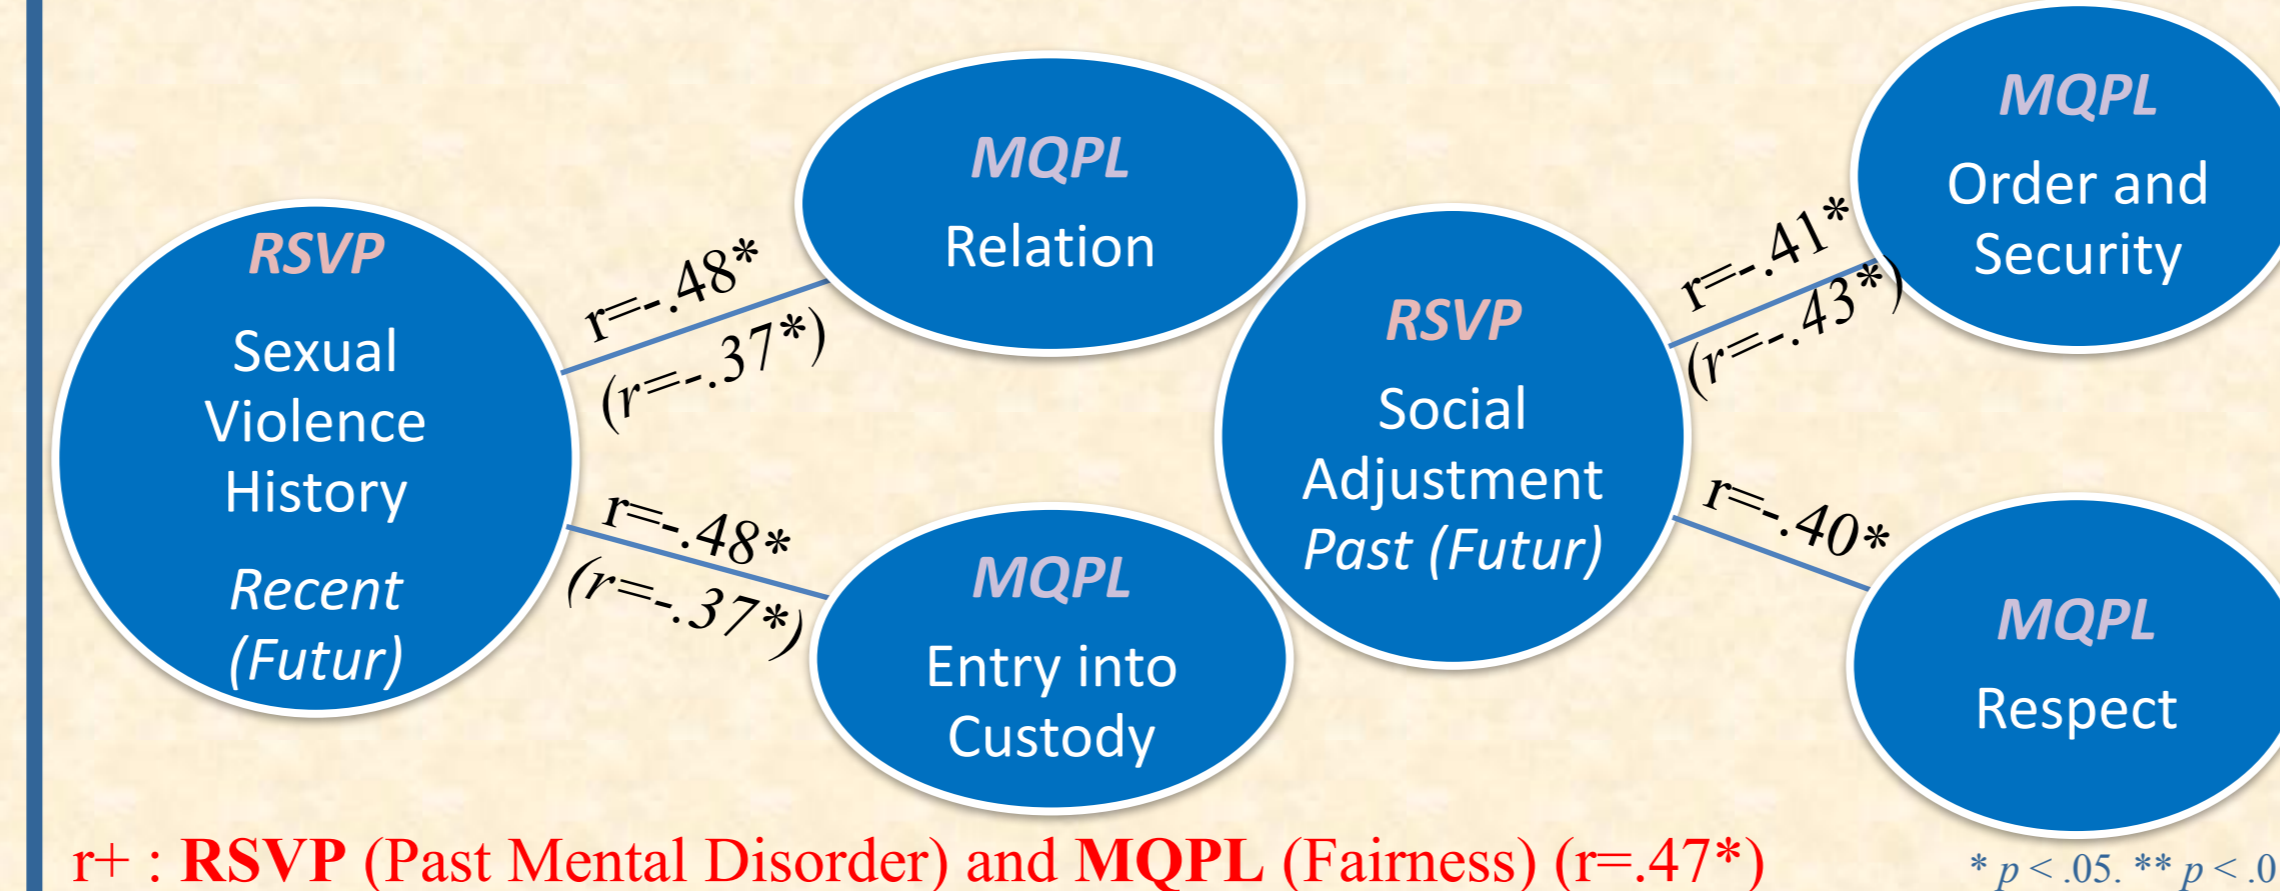 RSVP
Sexual
Violence
History
Recent
(Futur)
r=-.48*
(r=-.37*)
MQPL
Relation
r=-.48*
(r=-.37*)
MQPL
Entry into
Custody
RSVP
Social
Adjustment
Past (Futur)
r=-.41*
(r=-.43*)
MQPL
Order and
Security
r=-.40*
MQPL
Respect
r+ : RSVP (Past Mental Disorder) and MQPL (Fairness) (r=.47*)
* p < .05. ** p < .0